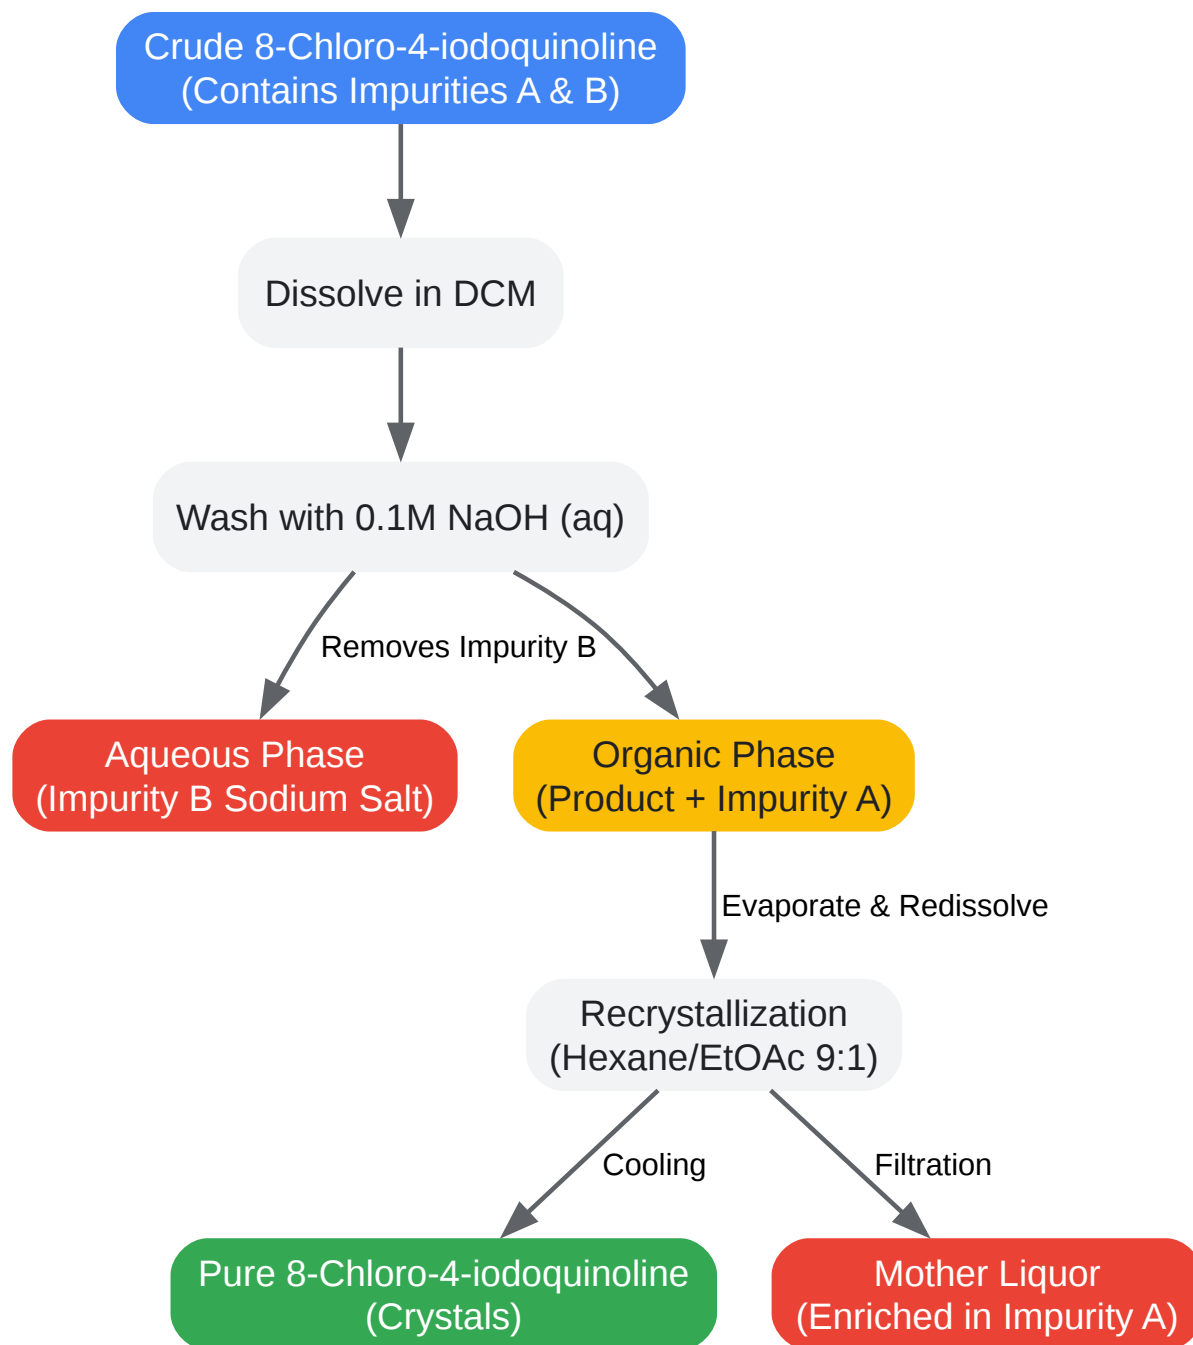 Crude 8-Chloro-4-iodoquinoline
(Contains Impurities A & B)
Dissolve in DCM
Wash with 0.1M NaOH (aq)
Removes Impurity B
Aqueous Phase
(Impurity B Sodium Salt)
Organic Phase
(Product + Impurity A)
Evaporate & Redissolve
Recrystallization
(Hexane/EtOAc 9:1)
Cooling
Filtration
Pure 8-Chloro-4-iodoquinoline
(Crystals)
Mother Liquor
(Enriched in Impurity A)